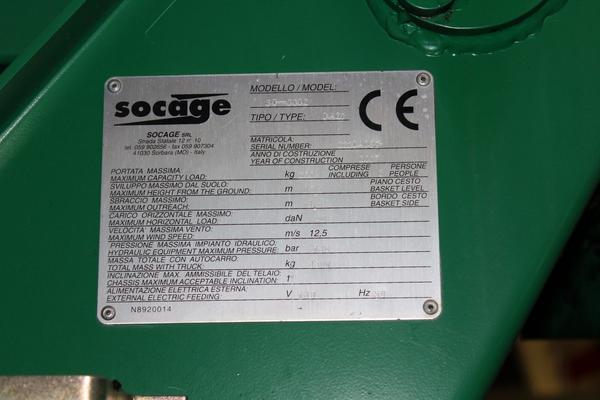 socage
SOCAGE SRL
Strada Statale 12 n° 10
tel. 059 902656 - fax 059 907304
41030 Sorbara (MO) - Italy
MODELLO / MODEL:
TIPO / TYPE:
CE
MATRICOLA:
SERIAL NUMBER:
ANNO DI COSTRUZIONE
YEAR OF CONSTRUCTION
PORTATA MASSIMA:
MAXIMUM CAPACITY LOAD: kg
COMPRESE PERSONE
INCLUDING PEOPLE
SVILUPPO MASSIMO DAL SUOLO:
MAXIMUM HEIGHT FROM THE GROUND: m
PIANO CESTO
BASKET LEVEL
SBRACCIO MASSIMO:
MAXIMUM OUTREACH: m
BORDO CESTO
BASKET SIDE
CARICO ORIZZONTALE MASSIMO:
MAXIMUM HORIZONTAL LOAD: daN
VELOCITÀ MASSIMA VENTO:
MAXIMUM WIND SPEED: m/s 12,5
PRESSIONE MASSIMA IMPIANTO IDRAULICO:
HYDRAULIC EQUIPMENT MAXIMUM PRESSURE: bar
MASSA TOTALE CON AUTOCARRO:
TOTAL MASS WITH TRUCK: kg
INCLINAZIONE MAX. AMMISSIBILE DEL TELAIO:
CHASSIS MAXIMUM ACCEPTABLE INCLINATION: 1°
ALIMENTAZIONE ELETTRICA ESTERNA:
EXTERNAL ELECTRIC FEEDING: V Hz
N8920014